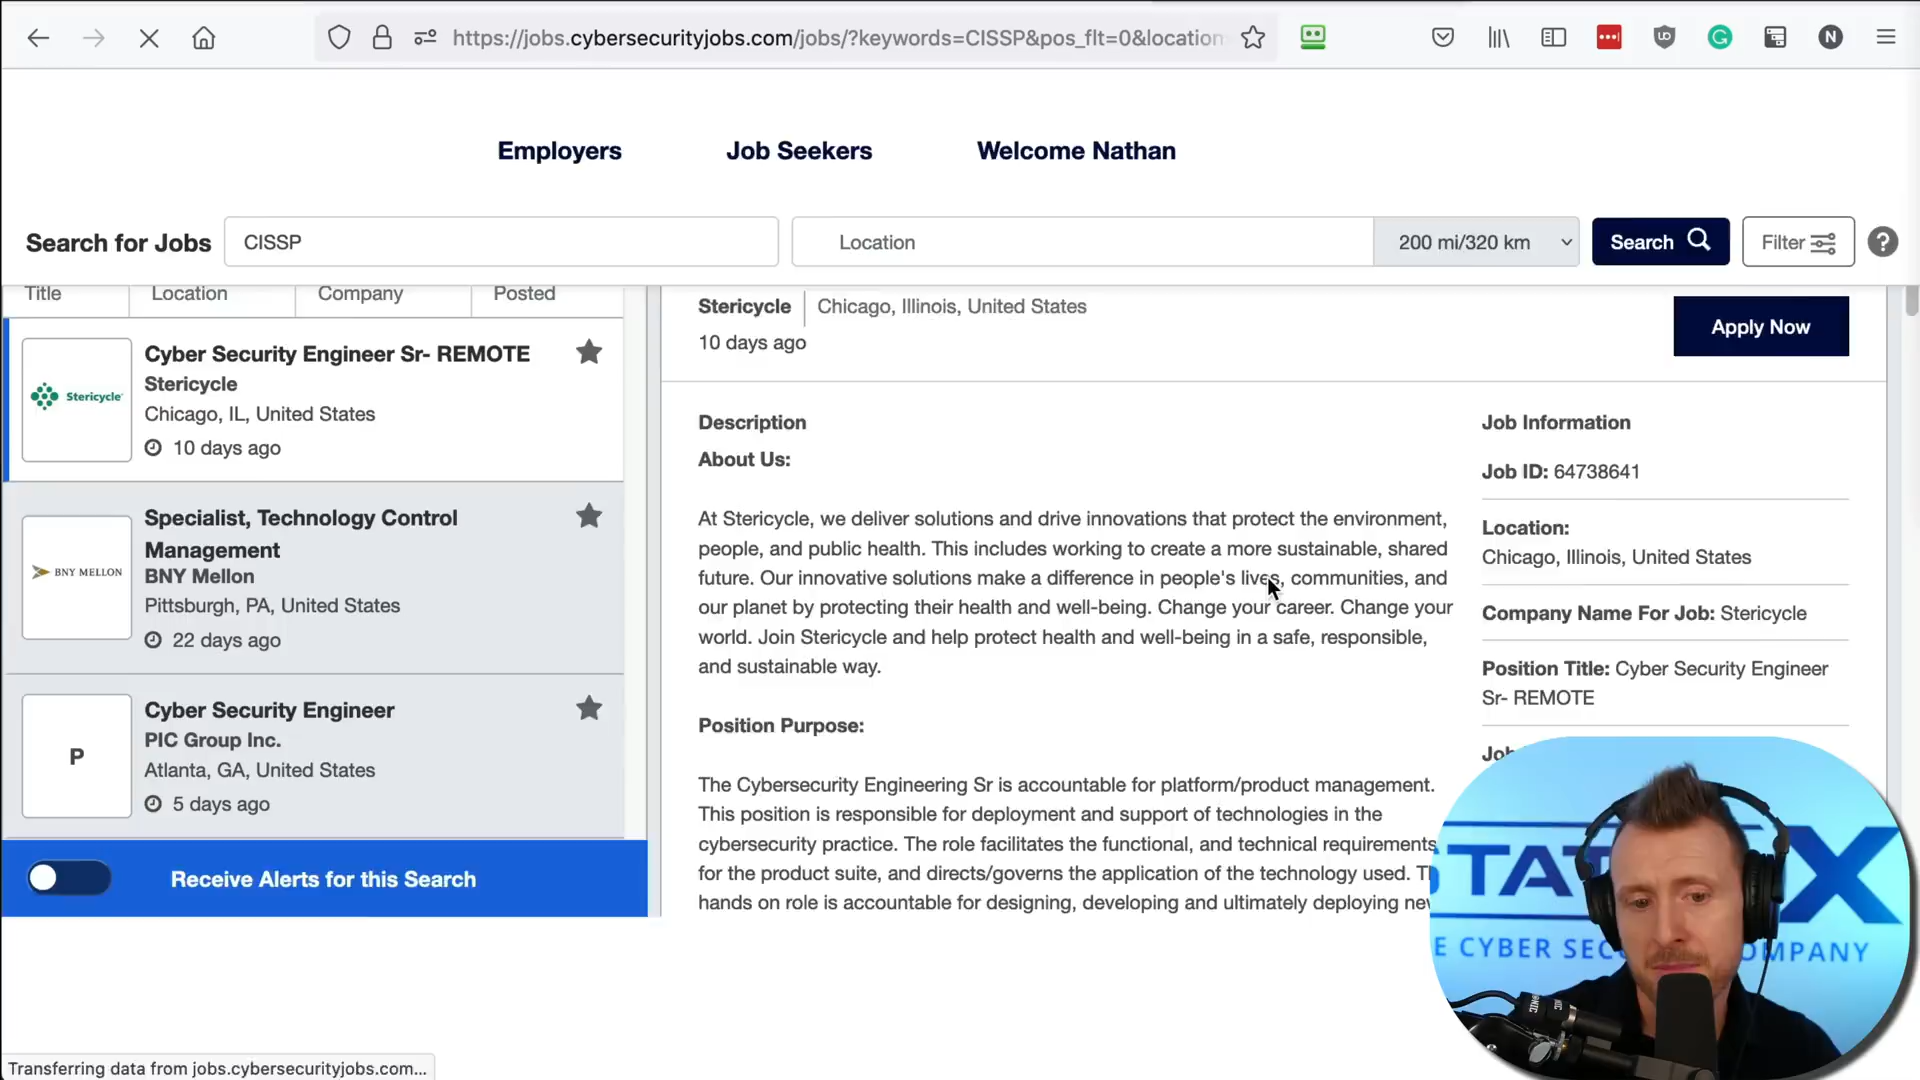 https://jobs.cybersecurityjobs.com/jobs/?keywords=CISSP&pos_flt=0&location
N
Employers
Job Seekers
Welcome Nathan
Search for Jobs
CISSP
Location
200 mi/320 km
Search
Filter
?
Title
Location
Company
Posted
Stericycle
Cyber Security Engineer Sr- REMOTE
Stericycle
Chicago, IL, United States
10 days ago
BNY MELLON
Specialist, Technology Control
Management
BNY Mellon
Pittsburgh, PA, United States
22 days ago
P
Cyber Security Engineer
PIC Group Inc.
Atlanta, GA, United States
5 days ago
Receive Alerts for this Search
Stericycle
Chicago, Illinois, United States
10 days ago
Apply Now
Description
About Us:
At Stericycle, we deliver solutions and drive innovations that protect the environment,
people, and public health. This includes working to create a more sustainable, shared
future. Our innovative solutions make a difference in people's lives, communities, and
our planet by protecting their health and well-being. Change your career. Change your
world. Join Stericycle and help protect health and well-being in a safe, responsible,
and sustainable way.
Position Purpose:
The Cybersecurity Engineering Sr is accountable for platform/product management.
This position is responsible for deployment and support of technologies in the
cybersecurity practice. The role facilitates the functional, and technical requirements
for the product suite, and directs/governs the application of the technology used.
hands on role is accountable for designing, developing and ultimately deploying
Job Information
Job ID: 64738641
Location:
Chicago, Illinois, United States
Company Name For Job: Stericycle
Position Title: Cyber Security Engineer
Sr- REMOTE
CYBER
Transferring data from jobs.cybersecurityjobs.com...